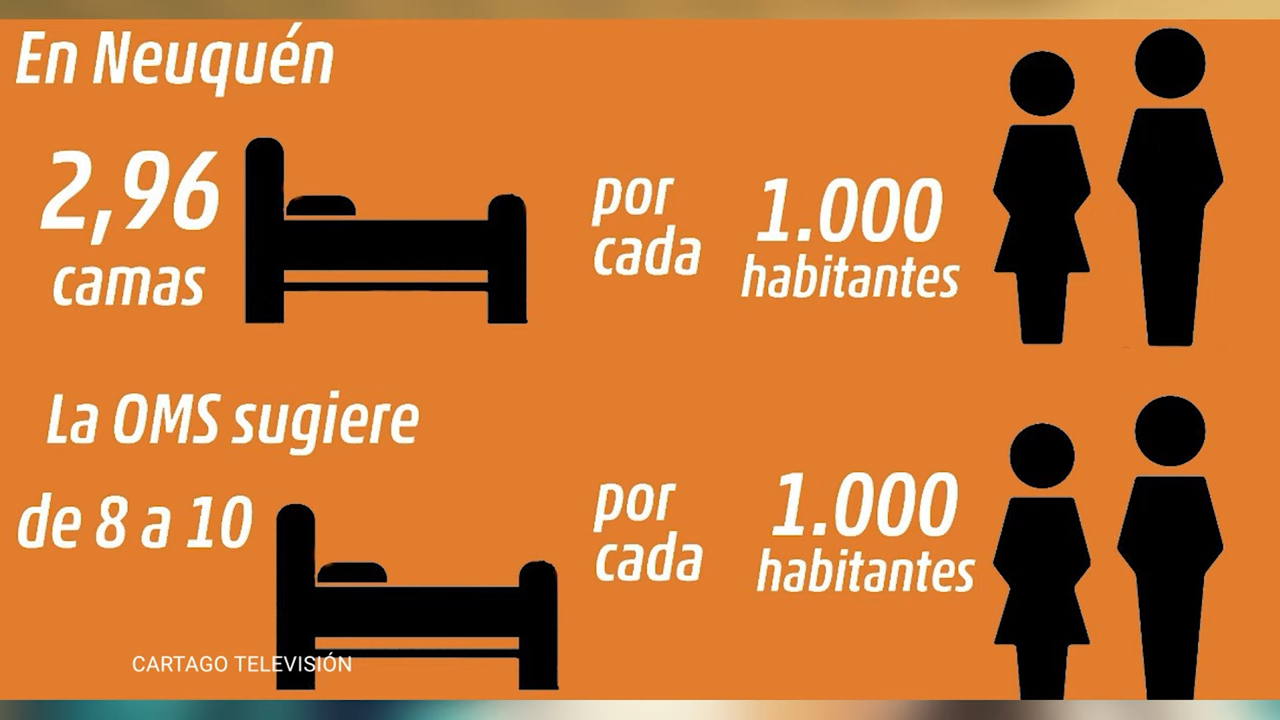 En Neuquén
2,96
camas
por
cada
1.000
habitantes
La OMS sugiere
de 8 a 10
por
cada
1.000
habitantes
CARTAGO TELEVISIÓN